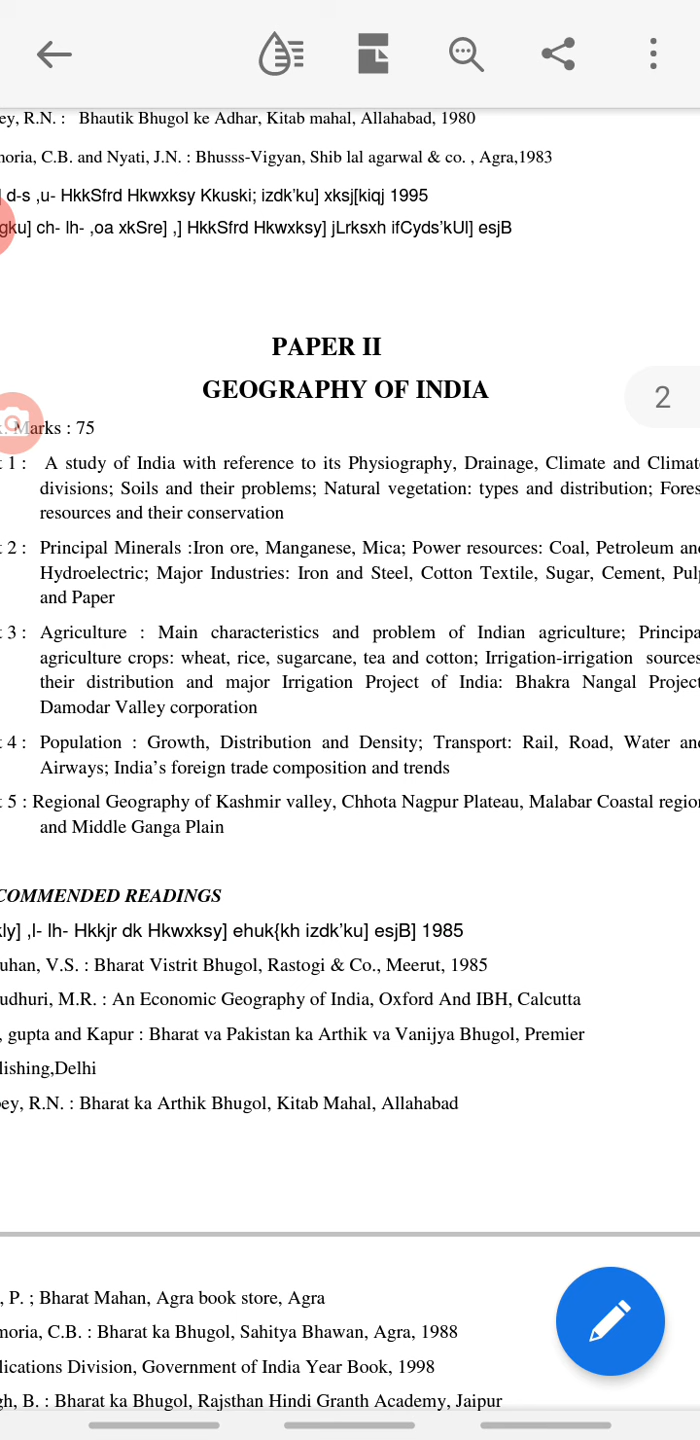 ey, R.N. : Bhautik Bhugol ke Adhar, Kitab mahal, Allahabad, 1980
noria, C.B. and Nyati, J.N. : Bhusss-Vigyan, Shib lal agarwal & co. , Agra,1983
] d-s ,u- HkkSfrd Hkwxksy Kkuski; izdk'ku] xksj[kiqj 1995
gku] ch- lh- ,oa xkSre] ,] HkkSfrd Hkwxksy] jLrksxh ifCyds'kUl] esjB
PAPER II
GEOGRAPHY OF INDIA
2
. Marks : 75
t 1 : A study of India with reference to its Physiography, Drainage, Climate and Climat
divisions; Soils and their problems; Natural vegetation: types and distribution; Fores
resources and their conservation
t 2 : Principal Minerals :Iron ore, Manganese, Mica; Power resources: Coal, Petroleum an
Hydroelectric; Major Industries: Iron and Steel, Cotton Textile, Sugar, Cement, Pul
and Paper
t 3 : Agriculture : Main characteristics and problem of Indian agriculture; Principa
agriculture crops: wheat, rice, sugarcane, tea and cotton; Irrigation-irrigation sources
their distribution and major Irrigation Project of India: Bhakra Nangal Project
Damodar Valley corporation
t 4 : Population : Growth, Distribution and Density; Transport: Rail, Road, Water an
Airways; India's foreign trade composition and trends
t 5 : Regional Geography of Kashmir valley, Chhota Nagpur Plateau, Malabar Coastal regio
and Middle Ganga Plain
COMMENDED READINGS
kly] ,l- lh- Hkkjr dk Hkwxksy] ehuk{kh izdk'ku] esjB] 1985
uhan, V.S. : Bharat Vistrit Bhugol, Rastogi & Co., Meerut, 1985
udhuri, M.R. : An Economic Geography of India, Oxford And IBH, Calcutta
, gupta and Kapur : Bharat va Pakistan ka Arthik va Vanijya Bhugol, Premier
lishing,Delhi
ey, R.N. : Bharat ka Arthik Bhugol, Kitab Mahal, Allahabad
, P. ; Bharat Mahan, Agra book store, Agra
moria, C.B. : Bharat ka Bhugol, Sahitya Bhawan, Agra, 1988
lications Division, Government of India Year Book, 1998
gh, B. : Bharat ka Bhugol, Rajsthan Hindi Granth Academy, Jaipur